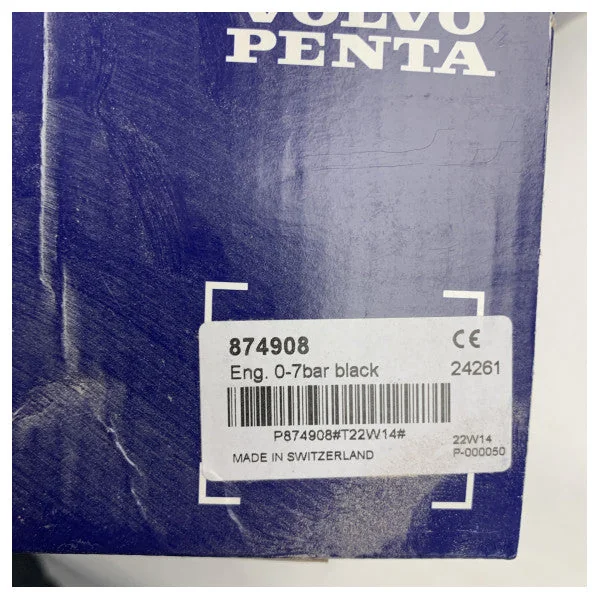 VOLVO
PENTA
874908
CE
Eng. 0-7bar black
24261
P874908#T22W14#
22W14
MADE IN SWITZERLAND
P-000050